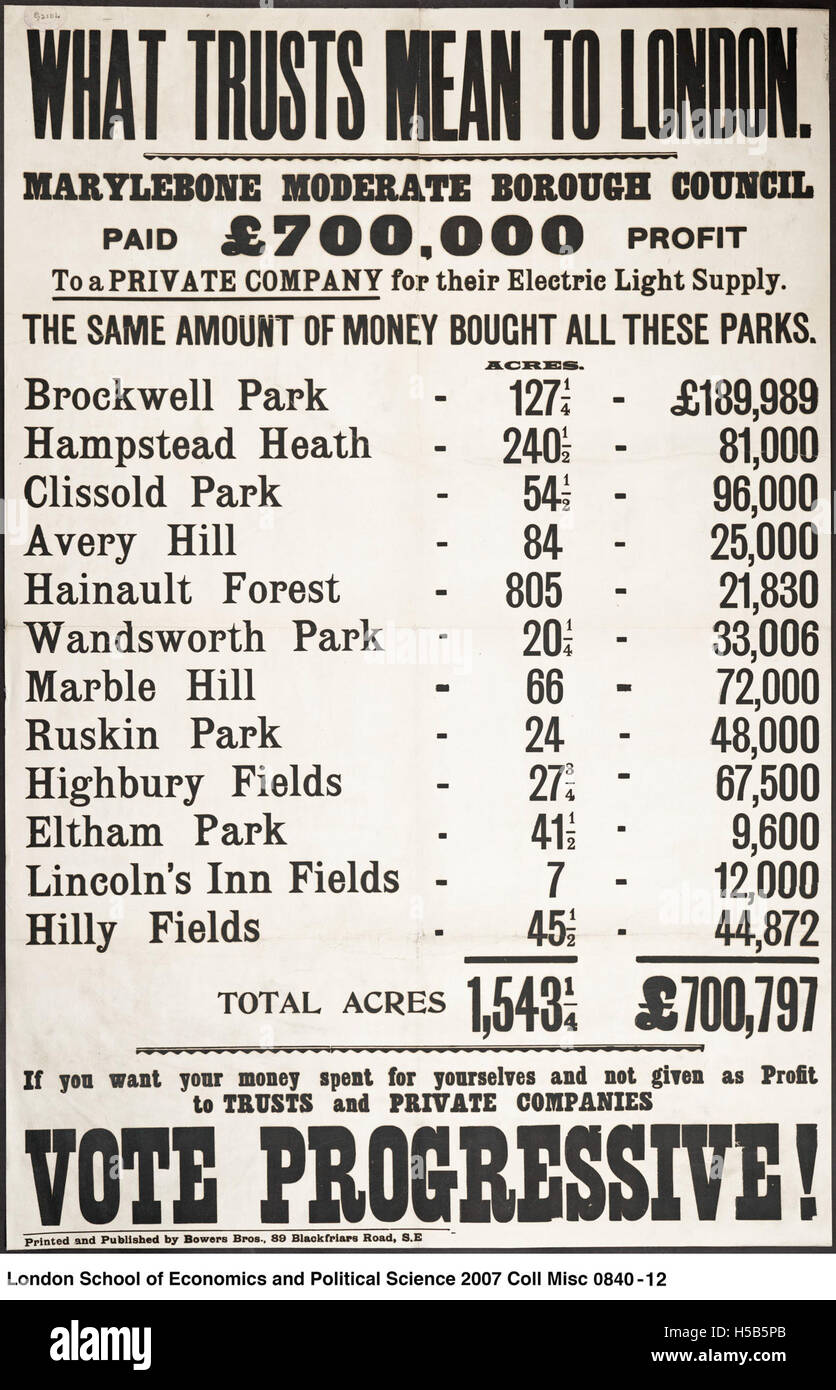 52104
WHAT TRUSTS MEAN TO LONDON.
MARYLEBONE MODERATE BOROUGH COUNCIL
PAID £700,000 PROFIT
To a PRIVATE COMPANY for their Electric Light Supply.
THE SAME AMOUNT OF MONEY BOUGHT ALL THESE PARKS.
ACRES.
Brockwell Park - 127¼ - £189,989
Hampstead Heath - 240½ - 81,000
Clissold Park - 54½ - 96,000
Avery Hill - 84 - 25,000
Hainault Forest - 805 - 21,830
Wandsworth Park - 20¼ - 33,006
Marble Hill - 66 - 72,000
Ruskin Park - 24 - 48,000
Highbury Fields - 27¾ - 67,500
Eltham Park - 41½ - 9,600
Lincoln's Inn Fields - 7 - 12,000
Hilly Fields - 45½ - 44,872
TOTAL ACRES 1,543¼ £700,797
If you want your money spent for yourselves and not given as Profit
to TRUSTS and PRIVATE COMPANIES
VOTE PROGRESSIVE!
Printed and Published by Bowers Bros., 89 Blackfriars Road, S.E
London School of Economics and Political Science 2007 Coll Misc 0840-12
alamy stock photo
H5B5PB
www.alamy.com